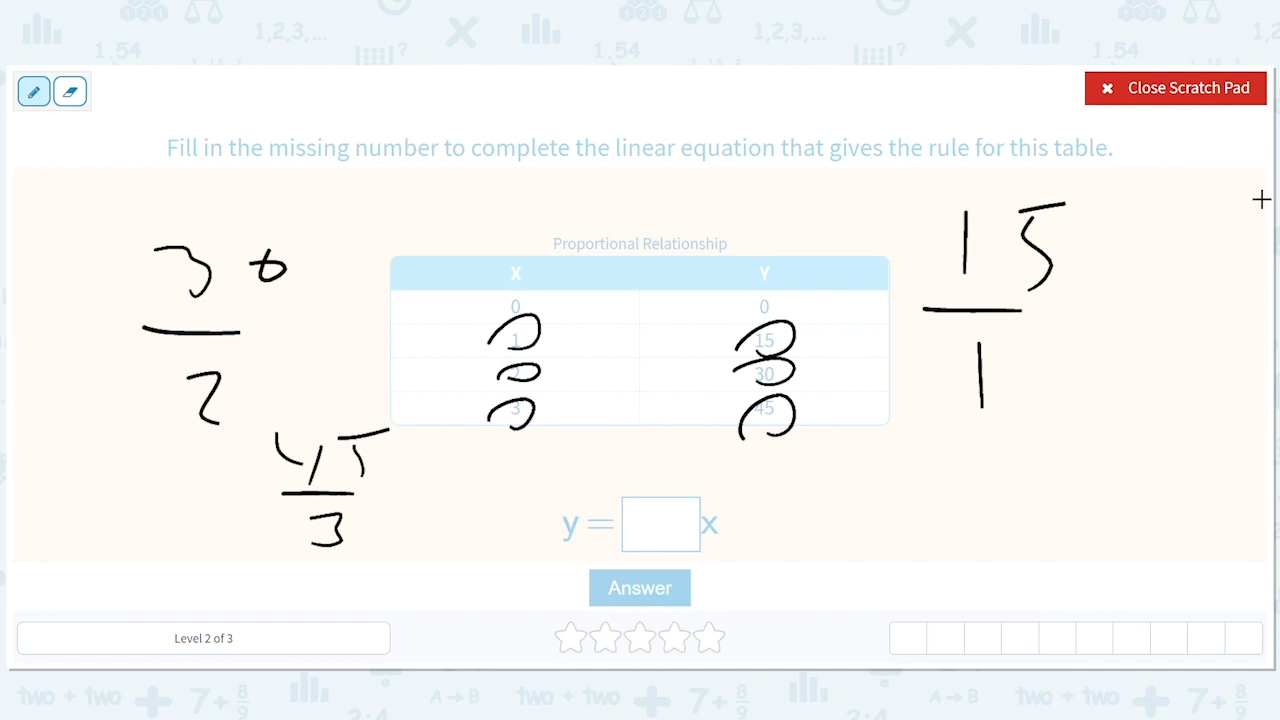 Close Scratch Pad
Fill in the missing number to complete the linear equation that gives the rule for this table.
30
2
45
3
15
1
Proportional Relationship
X Y
0 0
1 15
2 30
3 45
y = x
Answer
Level 2 of 3